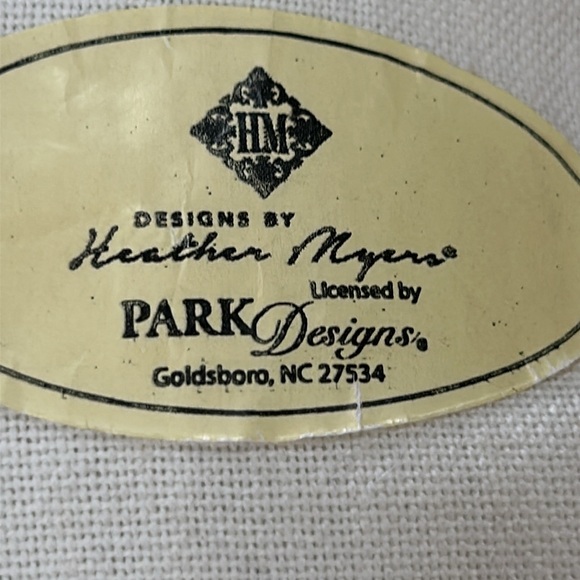 HM
DESIGNS BY
Heather Myers®
Licensed by
PARK Designs®
Goldsboro, NC 27534